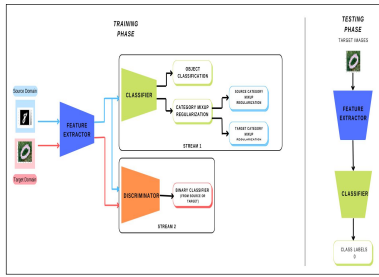 TRAINING
PHASE
TESTING
PHASE
TARGET IMAGES
Source Domain
Target Domain
FEATURE
EXTRACTOR
CLASSIFIER
OBJECT
CLASSIFICATION
CATEGORY MIXUP
REGULARIZATION
SOURCE CATEGORY
MIXUP
REGULARIZATION
TARGET CATEGORY
MIXUP
REGULARIZATION
STREAM 1
DISCRIMINATOR
BINARY CLASSIFIER
(FROM SOURCE OR
TARGET)
STREAM 2
FEATURE
EXTRACTOR
CLASSIFIER
CLASS LABELS
0